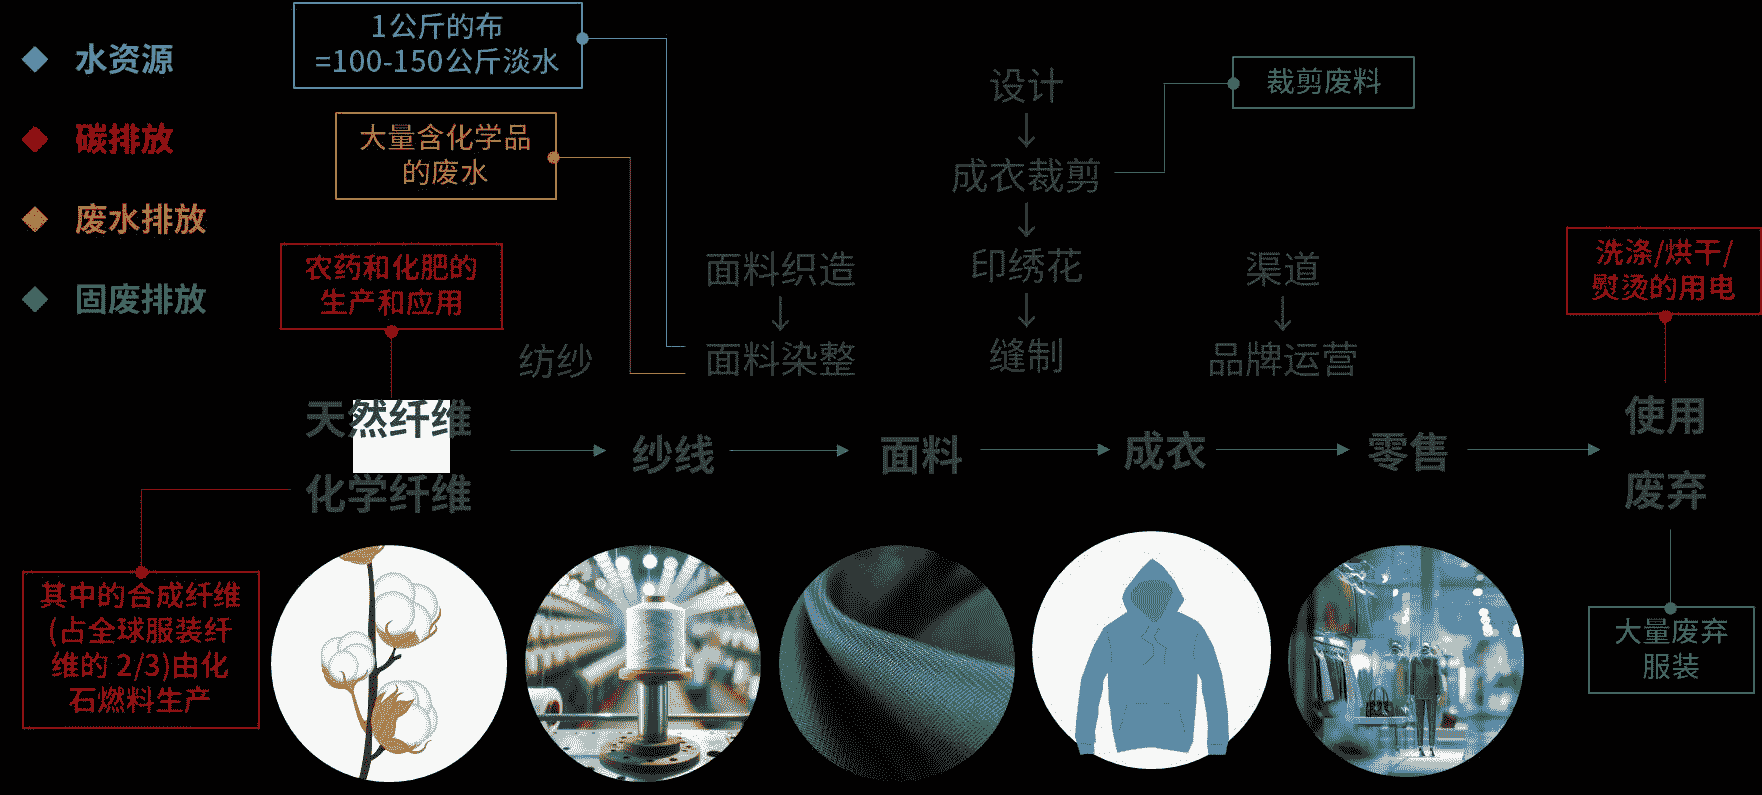 水资源
碳排放
废水排放
固废排放
1公斤的布
=100-150公斤淡水
大量含化学品
的废水
农药和化肥的
生产和应用
设计
成衣裁剪
印绣花
缝制
裁剪废料
面料织造
面料染整
纺纱
渠道
品牌运营
洗涤/烘干/
熨烫的用电
天然纤维
化学纤维
纱线
面料
成衣
零售
使用
废弃
其中的合成纤维
(占全球服装纤
维的 2/3)由化
石燃料生产
大量废弃
服装